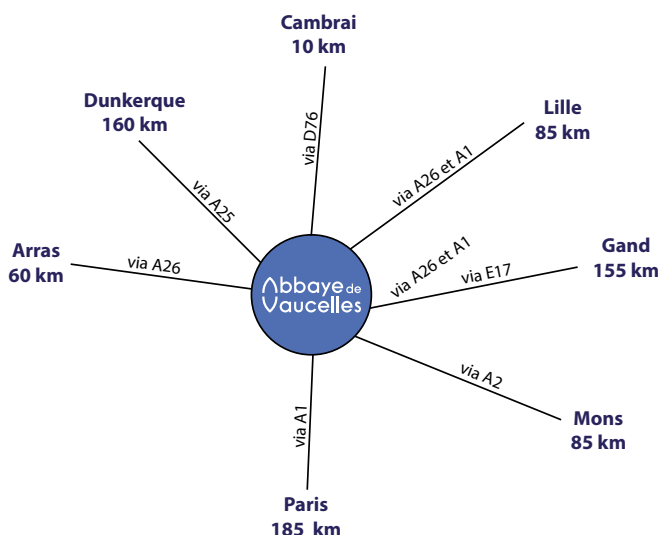 Cambrai
10 km
Dunkerque
160 km
Lille
85 km
via D76
via A26 et A1
via A25
Arras
60 km
via A26
Abbaye de
Vaucelles
via A26 et A1
via E17
Gand
155 km
via A2
Mons
85 km
via A1
Paris
185 km